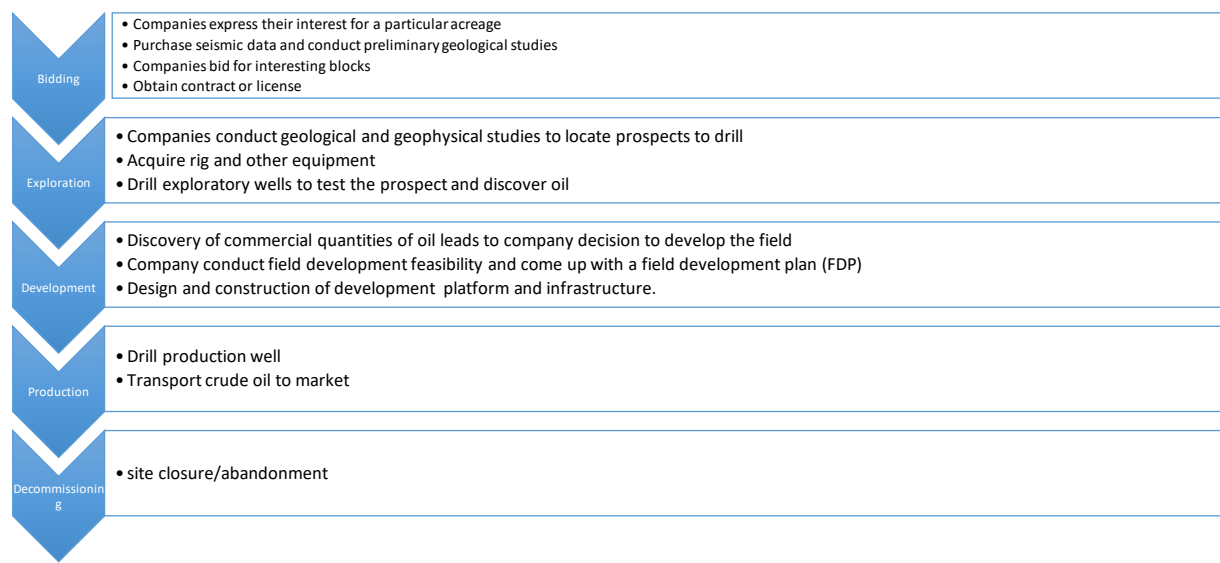 Bidding
• Companies express their interest for a particular acreage
• Purchase seismic data and conduct preliminary geological studies
• Companies bid for interesting blocks
• Obtain contract or license
Exploration
• Companies conduct geological and geophysical studies to locate prospects to drill
• Acquire rig and other equipment
• Drill exploratory wells to test the prospect and discover oil
Development
• Discovery of commercial quantities of oil leads to company decision to develop the field
• Company conduct field development feasibility and come up with a field development plan (FDP)
• Design and construction of development platform and infrastructure.
Production
• Drill production well
• Transport crude oil to market
Decommissionin
g
• site closure/abandonment